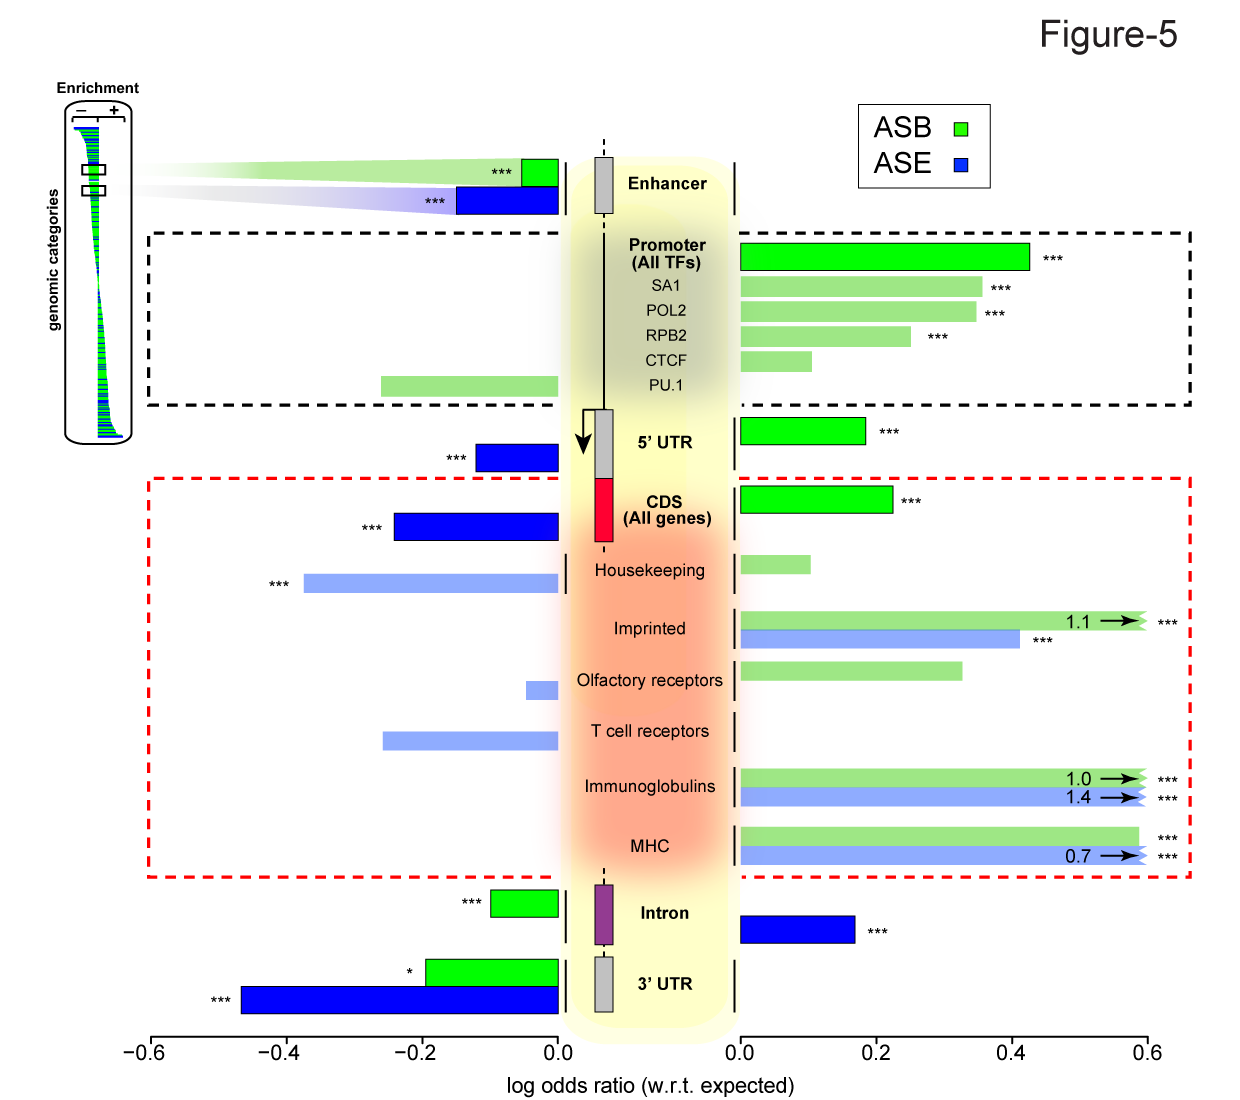 Figure-5
Enrichment
− +
genomic categories
ASB
ASE
*** Enhancer
***
Promoter
(All TFs) ***
SA1 ***
POL2 ***
RPB2 ***
CTCF
PU.1
5’ UTR ***
***
CDS
(All genes) ***
***
Housekeeping
***
Imprinted 1.1 ***
***
Olfactory receptors
T cell receptors
Immunoglobulins 1.0 ***
1.4 ***
MHC ***
0.7 ***
*** Intron
***
* 3’ UTR
***
−0.6 −0.4 −0.2 0.0 0.0 0.2 0.4 0.6
log odds ratio (w.r.t. expected)